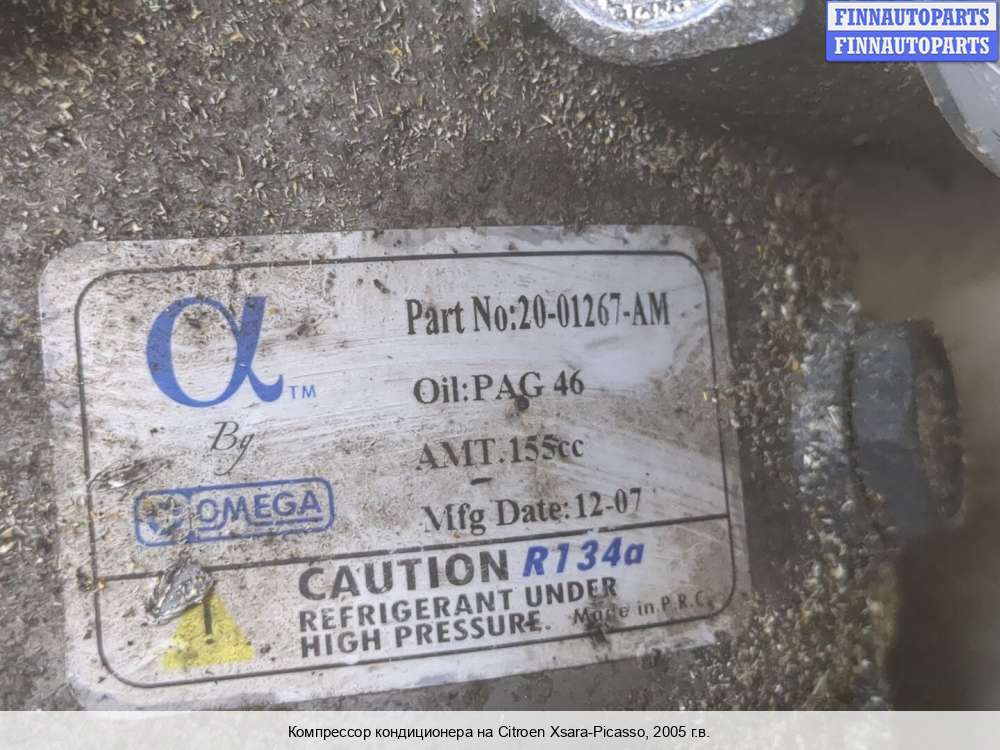 FINNAUTOPARTS
FINNAUTOPARTS
α™
Part No:20-01267-AM
Oil:PAG 46
By
AMT.155cc
OMEGA
Mfg Date:12-07
CAUTION R134a
REFRIGERANT UNDER
HIGH PRESSURE. Made in P.R.C.
!
Компрессор кондиционера на Citroen Xsara-Picasso, 2005 г.в.